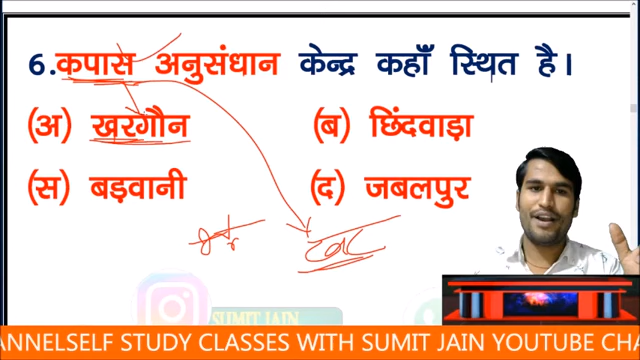 6. कपास अनुसंधान केन्द्र कहाँ स्थित है।
(अ) खरगौन (ब) छिंदवाड़ा
(स) बड़वानी (द) जबलपुर
SUMIT JAIN
ANNELSELF STUDY CLASSES WITH SUMIT JAIN YOUTUBE CHA